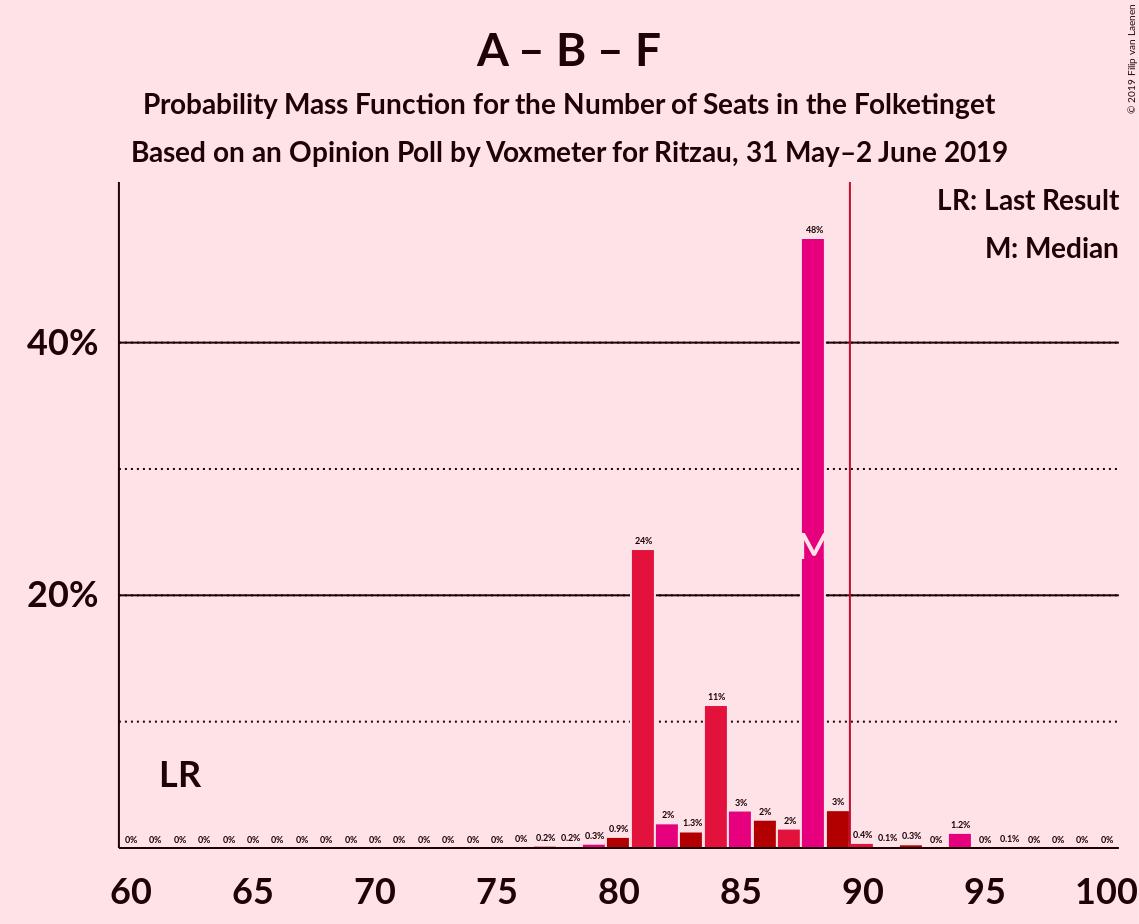 A – B – F
Probability Mass Function for the Number of Seats in the Folketinget
Based on an Opinion Poll by Voxmeter for Ritzau, 31 May–2 June 2019
© 2019 Filip van Laenen
LR: Last Result
M: Median
48%
40%
24%
20%
11%
M
LR
0% 0% 0% 0% 0% 0% 0% 0% 0% 0% 0% 0% 0% 0% 0% 0% 0% 0.2% 0.2% 0.3% 0.9% 2% 1.3% 3% 2% 2% 3% 0.4% 0.1% 0.3% 0% 1.2% 0% 0.1% 0% 0% 0% 0%
60 65 70 75 80 85 90 95 100